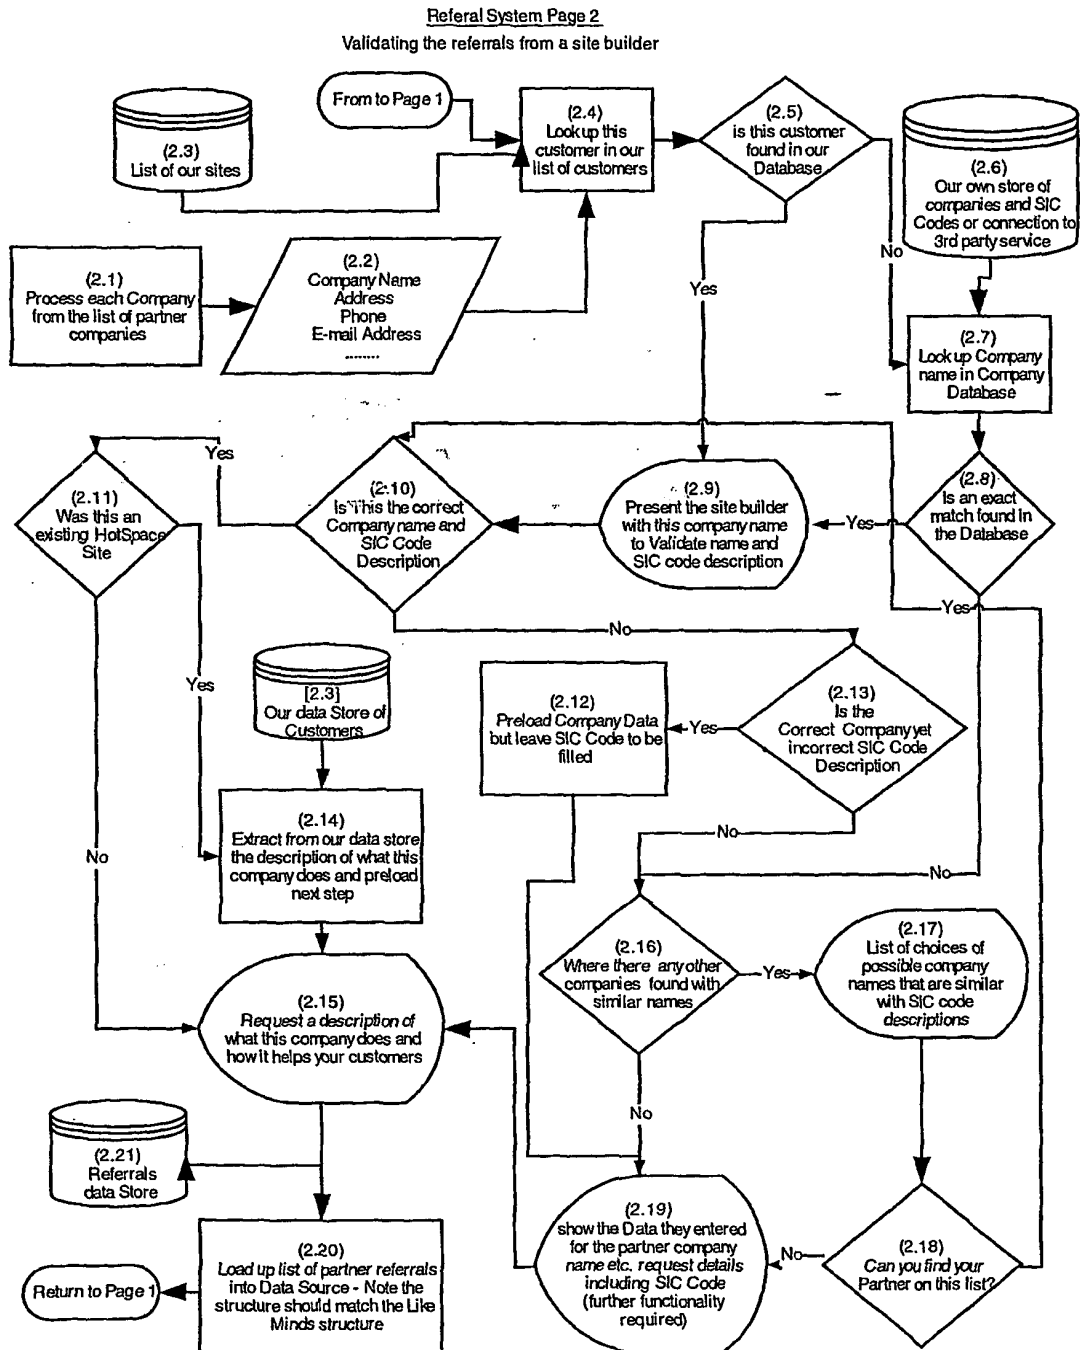 Referal System Page 2
Validating the referrals from a site builder
From to Page 1
(2.3)
List of our sites
(2.4)
Look up this
customer in our
list of customers
(2.5)
is this customer
found in our
Database
(2.6)
Our own store of
companies and SIC
Codes or connection to
3rd party service
(2.1)
Process each Company
from the list of partner
companies
(2.2)
Company Name
Address
Phone
E-mail Address
........
Yes
No
(2.7)
Look up Company
name in Company
Database
(2.8)
Is an exact
match found in
the Database
Yes
(2.9)
Present the site builder
with this company name
to Validate name and
SIC code description
(2.10)
Is This the correct
Company name and
SIC Code
Description
Yes
(2.11)
Was this an
existing HotSpace
Site
Yes
No
No
Yes
[2.3]
Our data Store of
Customers
(2.12)
Preload Company Data
but leave SIC Code to be
filled
Yes
(2.13)
Is the
Correct Company yet
incorrect SIC Code
Description
No
No
(2.14)
Extract from our data store
the description of what this
company does and preload
next step
(2.15)
Request a description of
what this company does and
how it helps your customers
(2.16)
Where there any other
companies found with
similar names
Yes
(2.17)
List of choices of
possible company
names that are similar
with SIC code
descriptions
No
(2.21)
Referrals
data Store
(2.20)
Load up list of partner referrals
into Data Source - Note the
structure should match the Like
Minds structure
Return to Page 1
(2.19)
show the Data they entered
for the partner company
name etc. request details
including SIC Code
(further functionality
required)
No
(2.18)
Can you find your
Partner on this list?